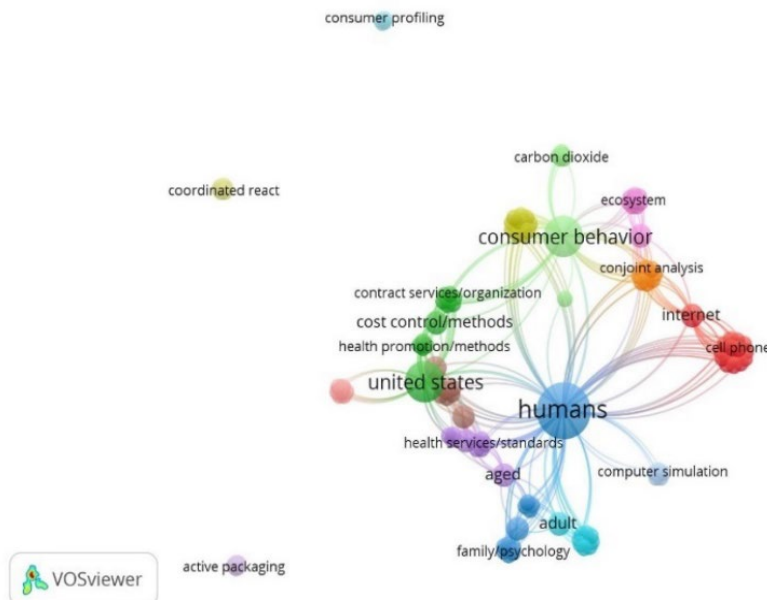 consumer profiling
carbon dioxide
coordinated react
ecosystem
consumer behavior
conjoint analysis
contract services/organization
internet
cost control/methods
health promotion/methods
cell phone
united states
humans
health services/standards
aged
computer simulation
adult
family/psychology
active packaging
VOSviewer